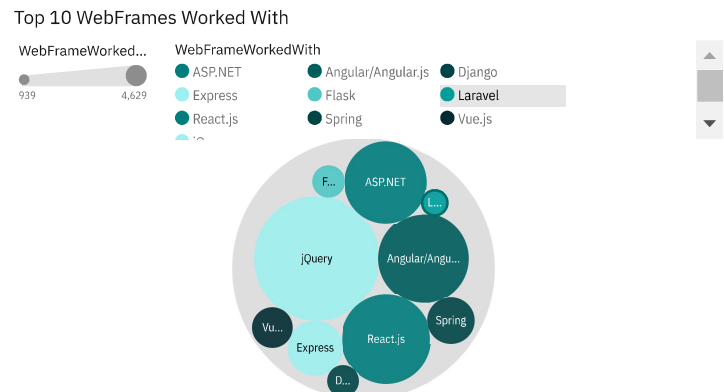 Top 10 WebFrames Worked With
WebFrameWorked...
WebFrameWorkedWith
939
4,629
ASP.NET
Angular/Angular.js
Django
Express
Flask
Laravel
React.js
Spring
Vue.js
F...
ASP.NET
L...
jQuery
Angular/Angu...
Vu...
Express
React.js
Spring
D...